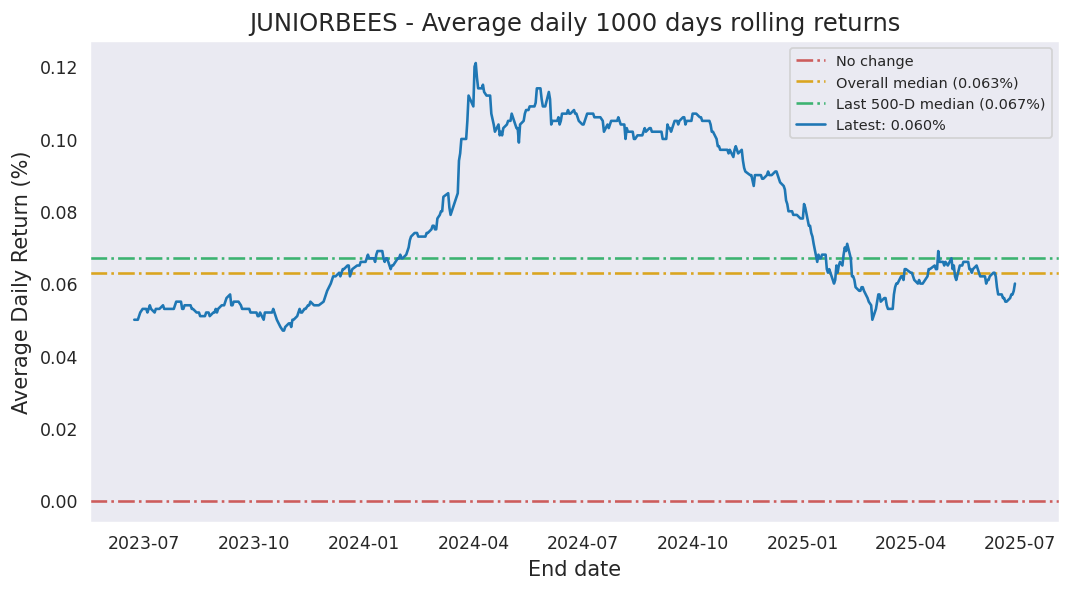 JUNIORBEES - Average daily 1000 days rolling returns
No change
Overall median (0.063%)
Last 500-D median (0.067%)
Latest: 0.060%
Average Daily Return (%)
0.12
0.10
0.08
0.06
0.04
0.02
0.00
2023-07 2023-10 2024-01 2024-04 2024-07 2024-10 2025-01 2025-04 2025-07
End date